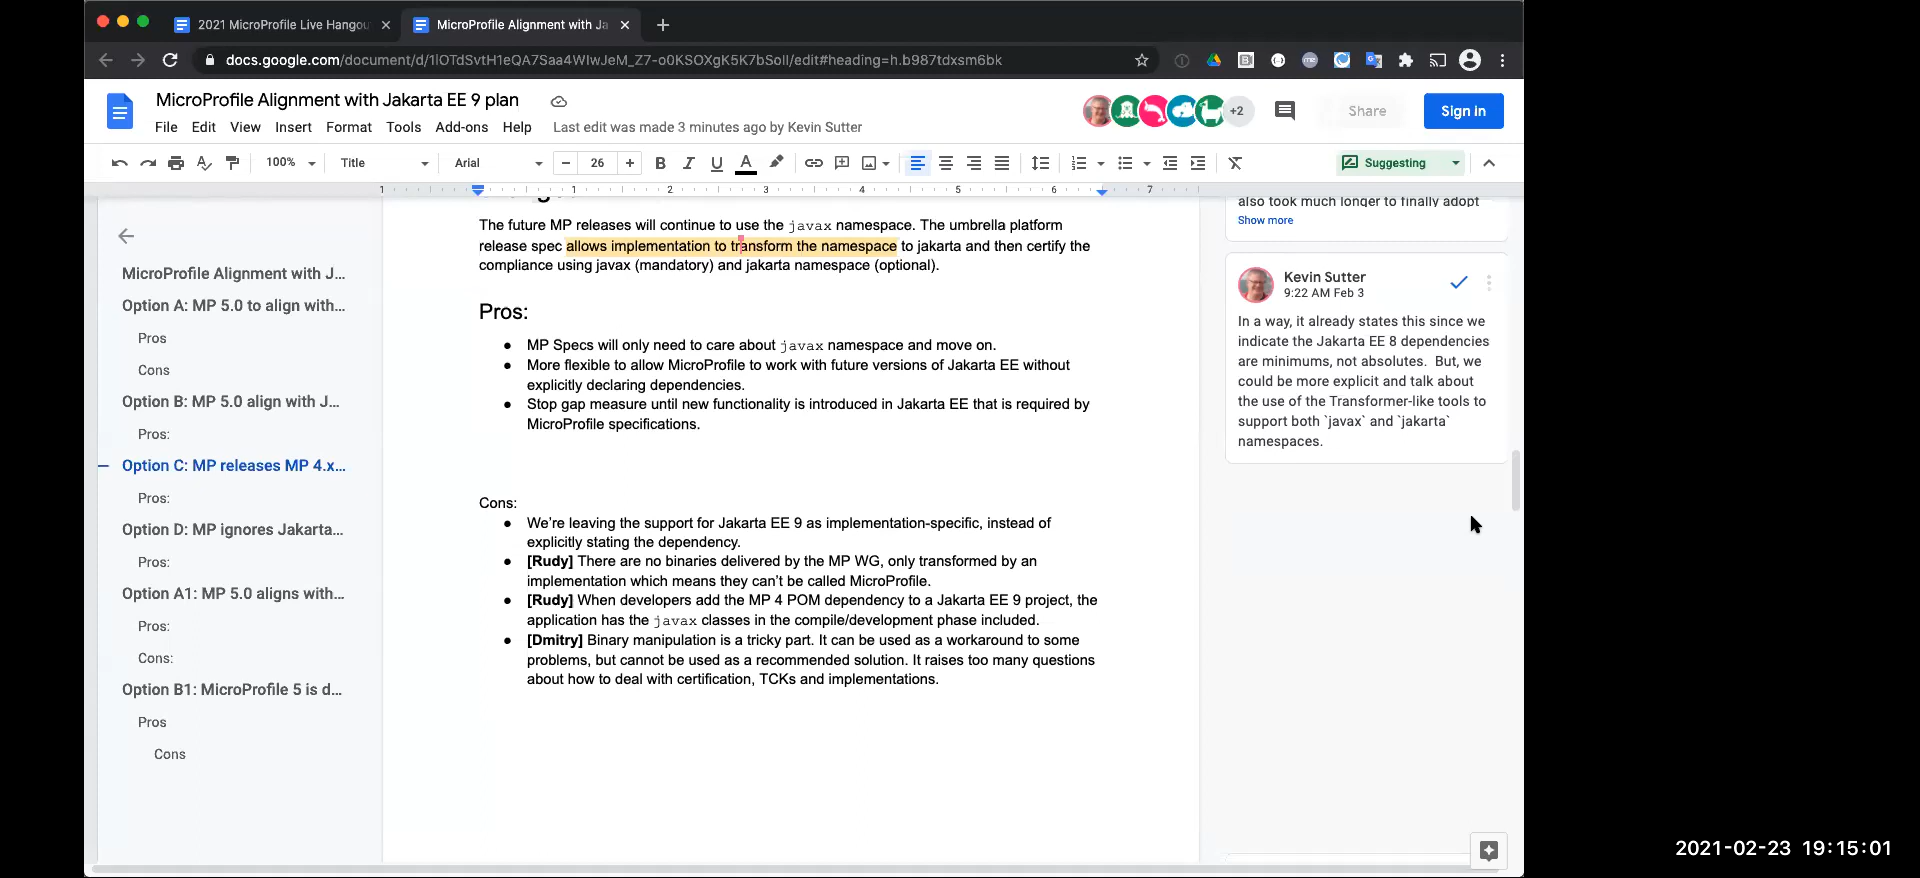 2021 MicroProfile Live Hangou
MicroProfile Alignment with Ja
docs.google.com/document/d/1lOTdSvtH1eQA7Saa4WIwJeM_Z7-o0KSOXgK5K7bSoll/edit#heading=h.b987tdxsm6bk
MicroProfile Alignment with Jakarta EE 9 plan
+2
Share
Sign in
File Edit View Insert Format Tools Add-ons Help Last edit was made 3 minutes ago by Kevin Sutter
100% Title Arial 26 B I U A Suggesting
1 1 2 3 4 5 6 7
MicroProfile Alignment with J...
Option A: MP 5.0 to align with...
Pros
Cons
Option B: MP 5.0 align with J...
Pros:
Option C: MP releases MP 4.x...
Pros:
Option D: MP ignores Jakarta...
Pros:
Option A1: MP 5.0 aligns with...
Pros:
Cons:
Option B1: MicroProfile 5 is d...
Pros
Cons
The future MP releases will continue to use the javax namespace. The umbrella platform
release spec allows implementation to transform the namespace to jakarta and then certify the
compliance using javax (mandatory) and jakarta namespace (optional).
Pros:
● MP Specs will only need to care about javax namespace and move on.
● More flexible to allow MicroProfile to work with future versions of Jakarta EE without
explicitly declaring dependencies.
● Stop gap measure until new functionality is introduced in Jakarta EE that is required by
MicroProfile specifications.
Cons:
● We're leaving the support for Jakarta EE 9 as implementation-specific, instead of
explicitly stating the dependency.
● [Rudy] There are no binaries delivered by the MP WG, only transformed by an
implementation which means they can't be called MicroProfile.
● [Rudy] When developers add the MP 4 POM dependency to a Jakarta EE 9 project, the
application has the javax classes in the compile/development phase included.
● [Dmitry] Binary manipulation is a tricky part. It can be used as a workaround to some
problems, but cannot be used as a recommended solution. It raises too many questions
about how to deal with certification, TCKs and implementations.
also took much longer to finally adopt
Show more
Kevin Sutter
9:22 AM Feb 3
In a way, it already states this since we
indicate the Jakarta EE 8 dependencies
are minimums, not absolutes. But, we
could be more explicit and talk about
the use of the Transformer-like tools to
support both `javax` and `jakarta`
namespaces.
2021-02-23 19:15:01